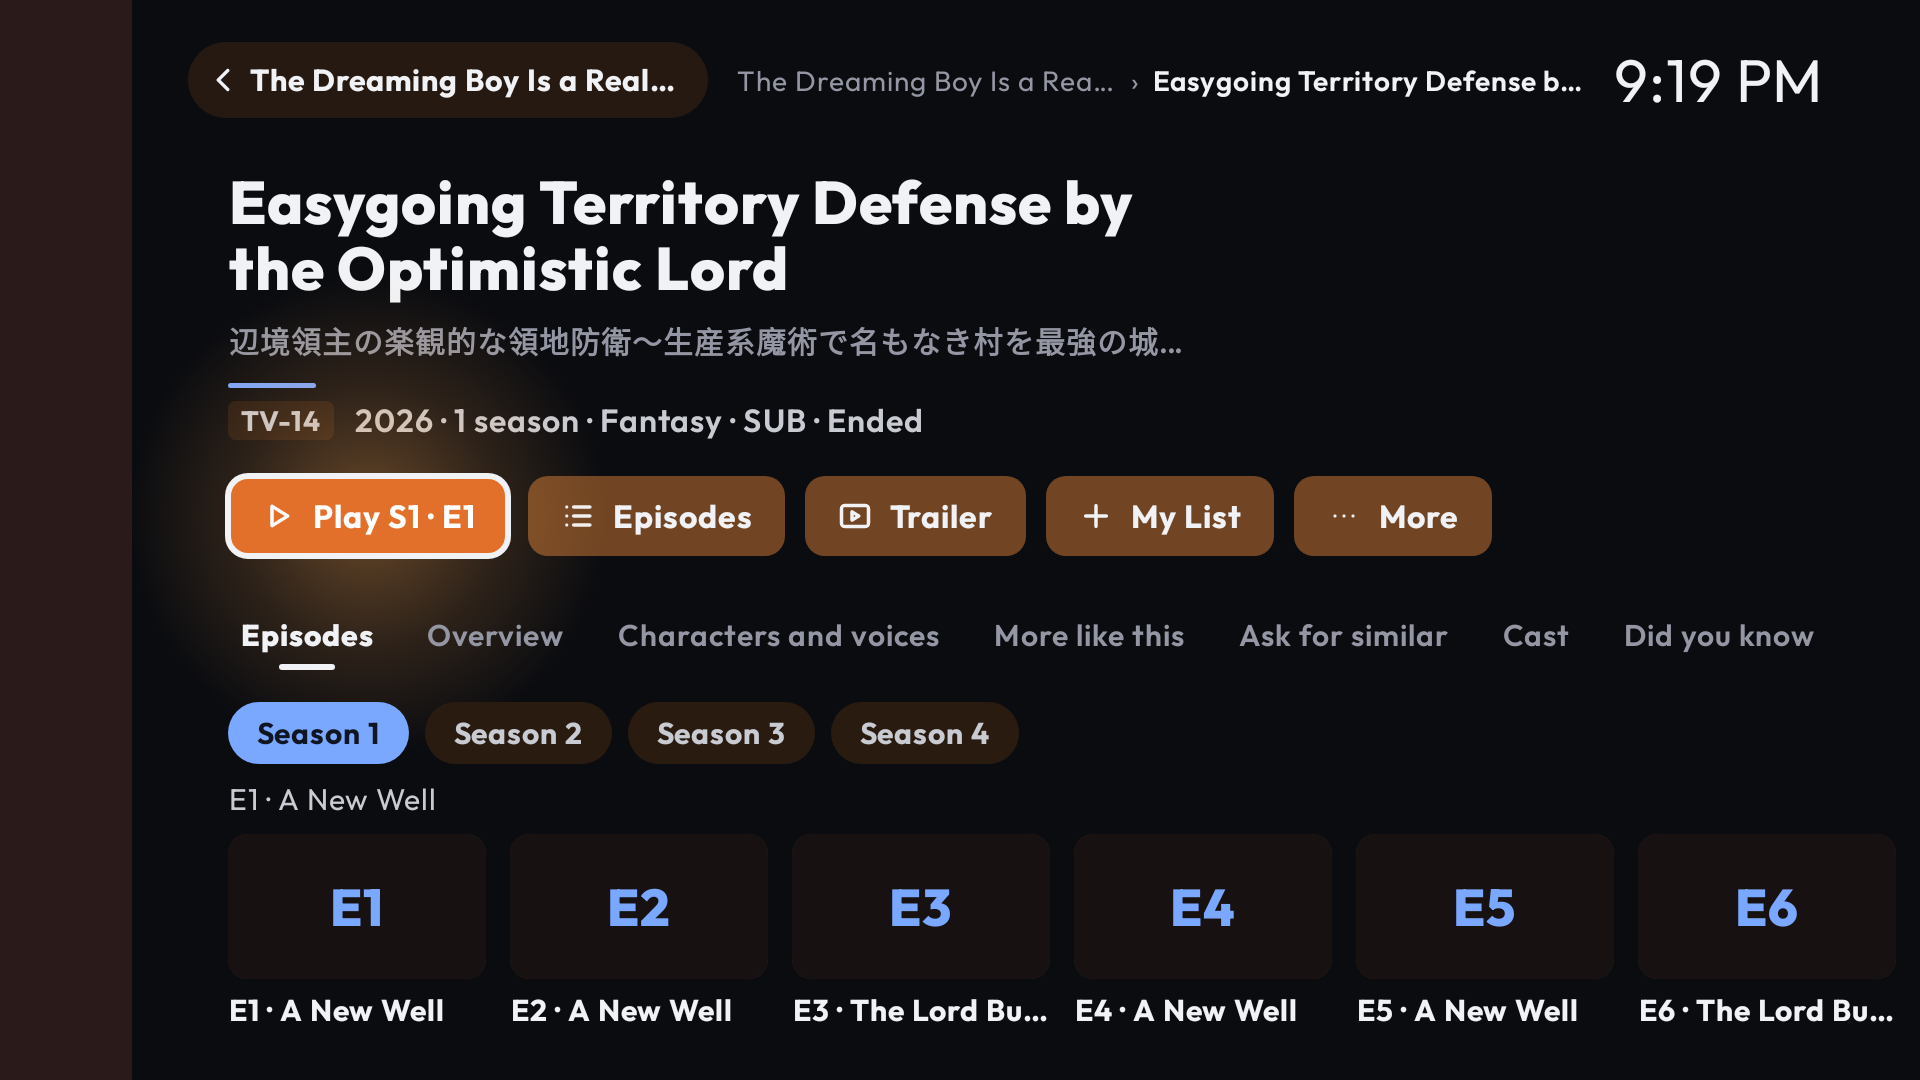 The Dreaming Boy Is a Real...
The Dreaming Boy Is a Rea... › Easygoing Territory Defense b...
9:19 PM
Easygoing Territory Defense by
the Optimistic Lord
辺境領主の楽観的な領地防衛～生産系魔術で名もなき村を最強の城...
TV-14 2026 · 1 season · Fantasy · SUB · Ended
Play S1 · E1
Episodes
Trailer
My List
More
Episodes
Overview
Characters and voices
More like this
Ask for similar
Cast
Did you know
Season 1
Season 2
Season 3
Season 4
E1 · A New Well
E1
E2
E3
E4
E5
E6
E1 · A New Well
E2 · A New Well
E3 · The Lord Bu...
E4 · A New Well
E5 · A New Well
E6 · The Lord Bu...